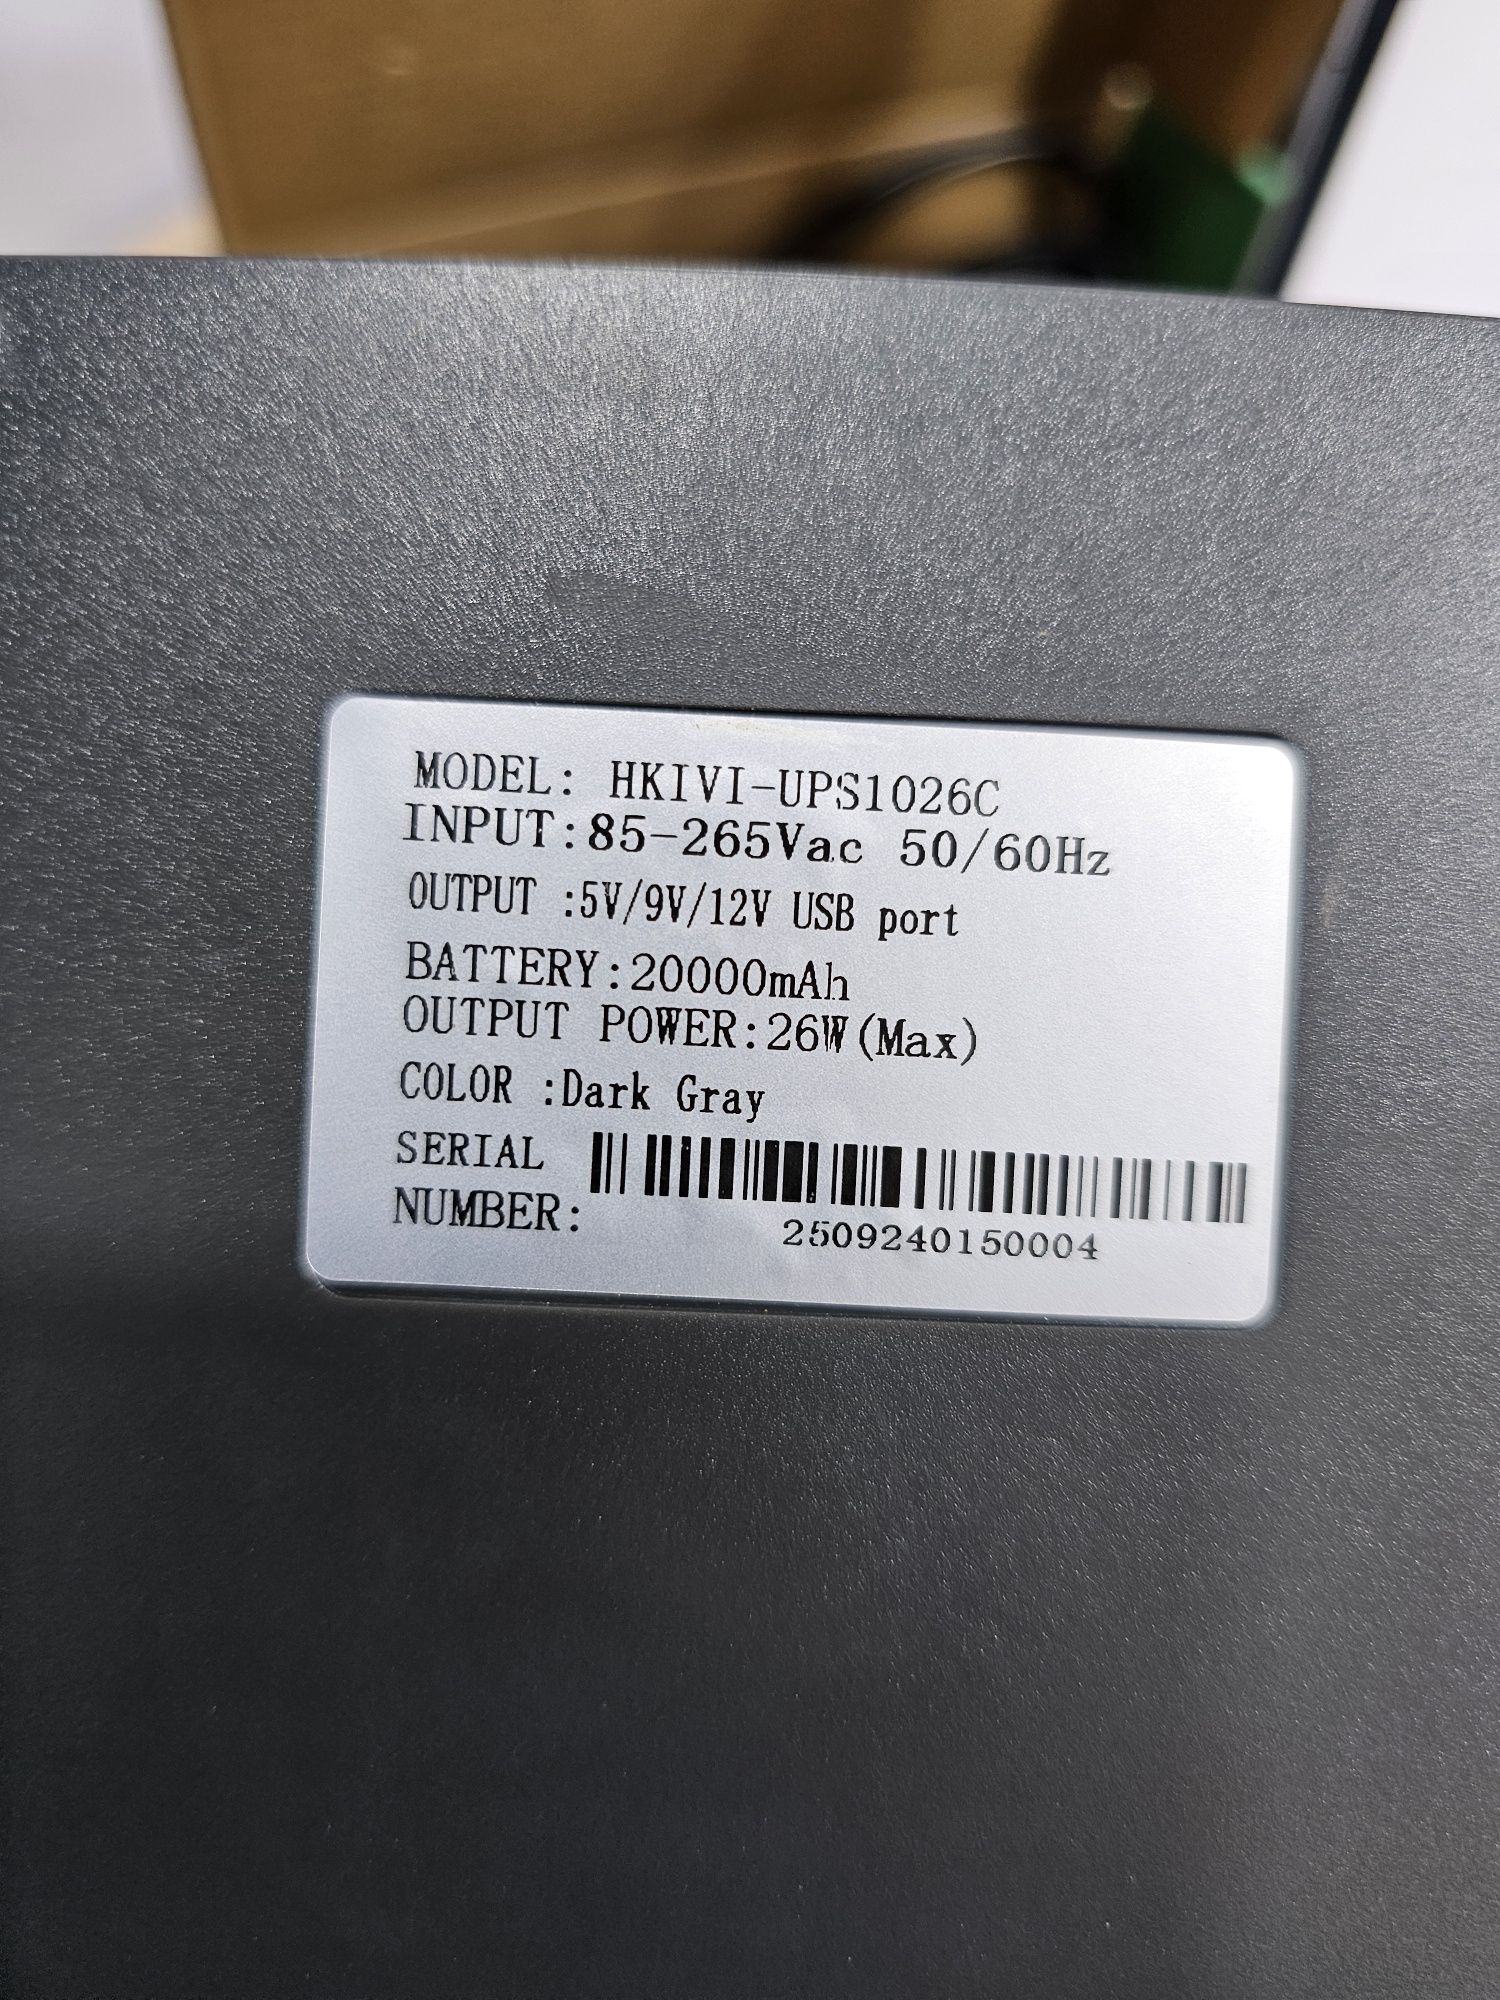 MODEL: HKIVI-UPS1026C
INPUT:85-265Vac 50/60Hz
OUTPUT :5V/9V/12V USB port
BATTERY:20000mAh
OUTPUT POWER:26W(Max)
COLOR :Dark Gray
SERIAL
NUMBER:
2509240150004